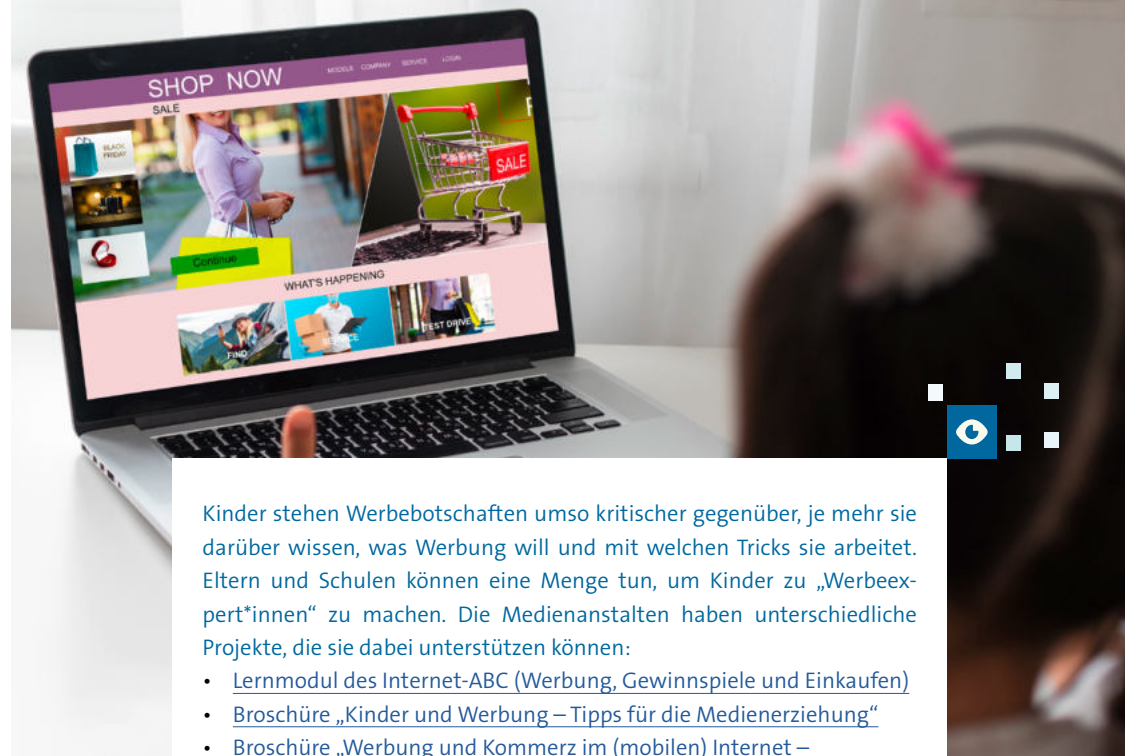 SHOP NOW
MODELS COMPANY SERVICE LOGIN
SALE
BLACK
FRIDAY
SALE
Continue
WHAT'S HAPPENING
FIND
SERVICE
TEST DRIVE
Kinder stehen Werbebotschaften umso kritischer gegenüber, je mehr sie
darüber wissen, was Werbung will und mit welchen Tricks sie arbeitet.
Eltern und Schulen können eine Menge tun, um Kinder zu „Werbeex-
pert*innen“ zu machen. Die Medienanstalten haben unterschiedliche
Projekte, die sie dabei unterstützen können:
• Lernmodul des Internet-ABC (Werbung, Gewinnspiele und Einkaufen)
• Broschüre „Kinder und Werbung – Tipps für die Medienerziehung“
• Broschüre „Werbung und Kommerz im (mobilen) Internet –